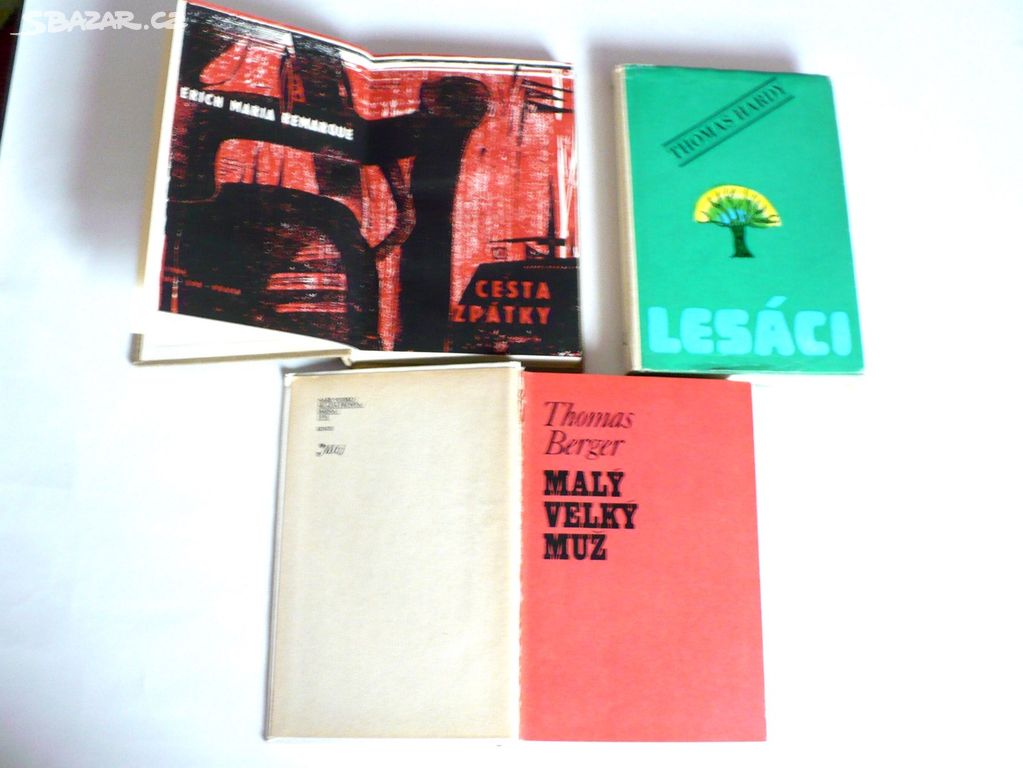 SBAZAR.CZ
ERICH MARIA REMARQUE
CESTA
ZPÁTKY
THOMAS HARDY
LESÁCI
Thomas
Berger
MALÝ
VELKÝ
MUŽ